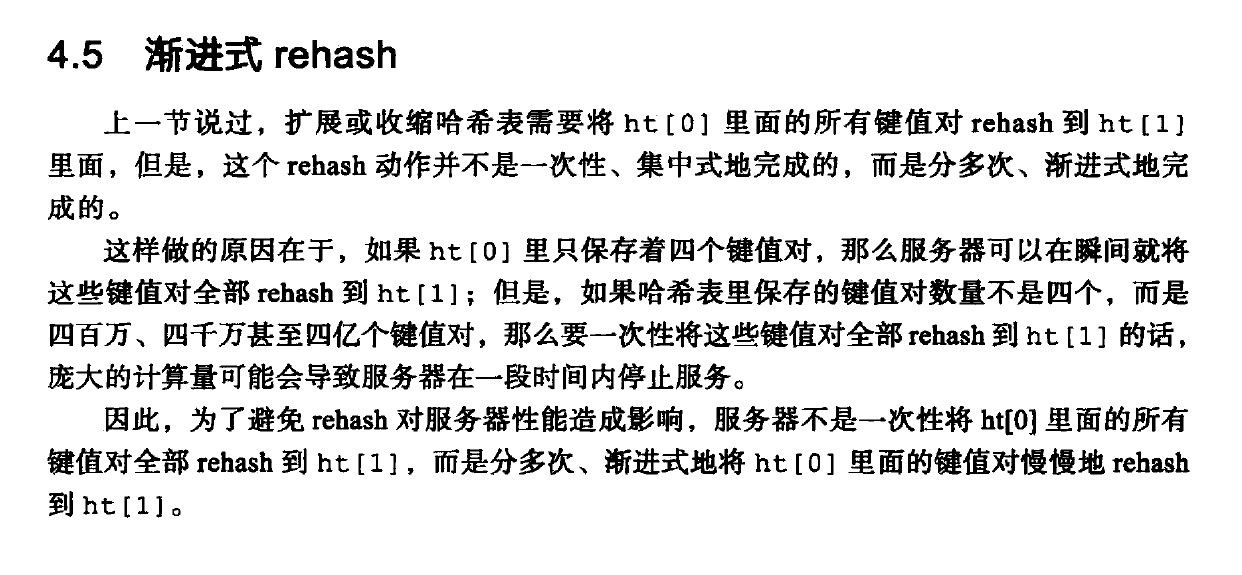 4.5 渐进式 rehash
上一节说过，扩展或收缩哈希表需要将 ht[0] 里面的所有键值对 rehash 到 ht[1]
里面，但是，这个 rehash 动作并不是一次性、集中式地完成的，而是分多次、渐进式地完
成的。
这样做的原因在于，如果 ht[0] 里只保存着四个键值对，那么服务器可以在瞬间就将
这些键值对全部 rehash 到 ht[1]；但是，如果哈希表里保存的键值对数量不是四个，而是
四百万、四千万甚至四亿个键值对，那么要一次性将这些键值对全部 rehash 到 ht[1] 的话，
庞大的计算量可能会导致服务器在一段时间内停止服务。
因此，为了避免 rehash 对服务器性能造成影响，服务器不是一次性将 ht[0] 里面的所有
键值对全部 rehash 到 ht[1]，而是分多次、渐进式地将 ht[0] 里面的键值对慢慢地 rehash
到 ht[1]。